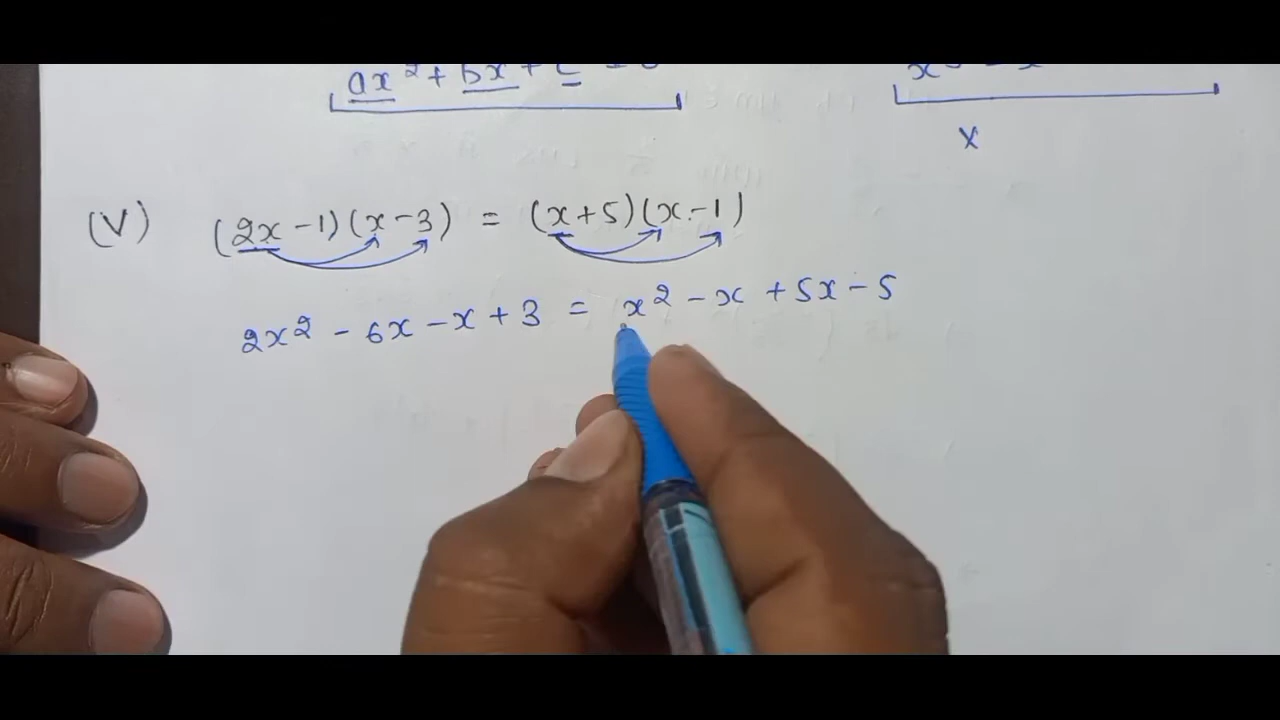 ax² + bx + c
x
(V) (2x - 1)(x - 3) = (x + 5)(x - 1)
2x² - 6x - x + 3 = x² - x + 5x - 5